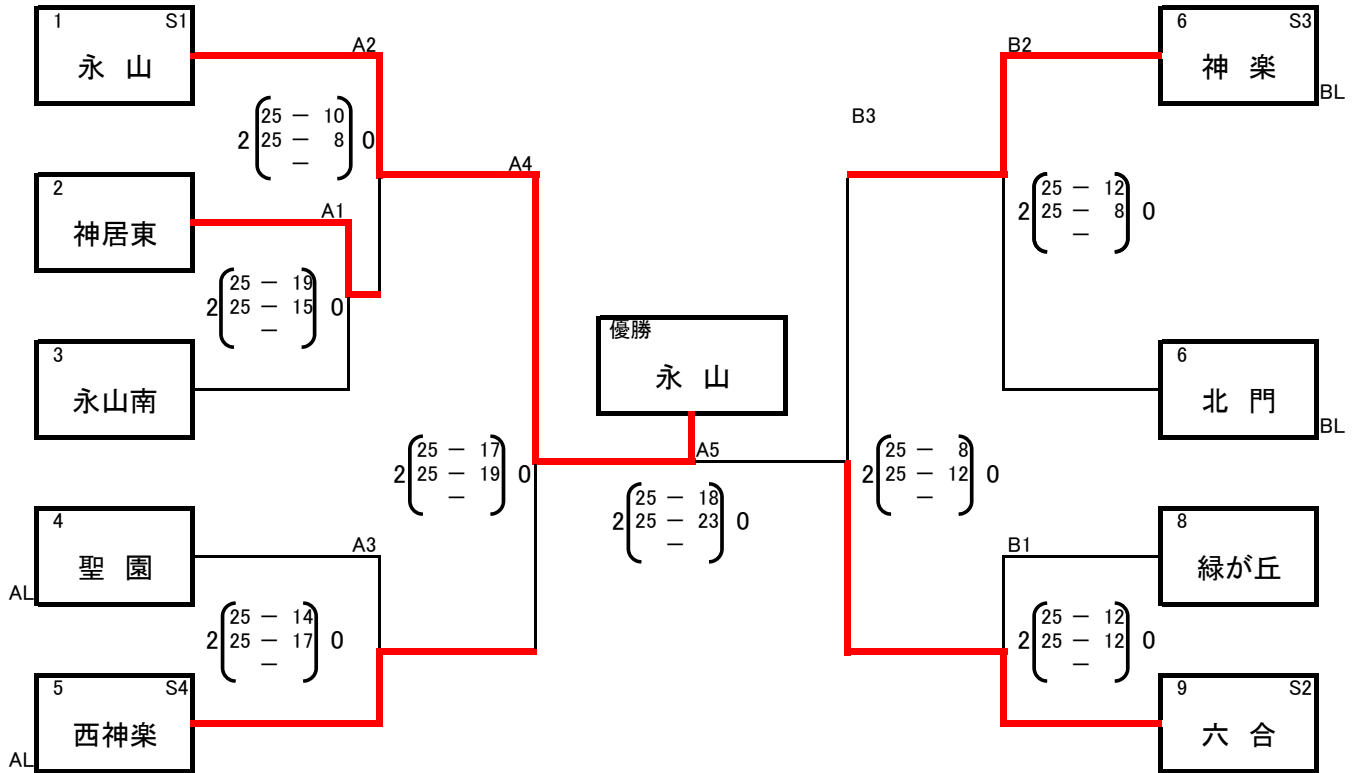 1 S1
永 山
A2
2 25 － 10 0
25 － 8
－
2
神居東
A1
2 25 － 19 0
25 － 15
－
3
永山南
A4
2 25 － 17 0
25 － 19
－
4
聖 園
AL
A3
2 25 － 14 0
25 － 17
－
5 S4
西神楽
AL
優勝
永 山
A5
2 25 － 18 0
25 － 23
－
6 S3
神 楽
BL
B2
B3
2 25 － 12 0
25 － 8
－
6
北 門
BL
2 25 － 8 0
25 － 12
－
8
緑が丘
B1
2 25 － 12 0
25 － 12
－
9 S2
六 合